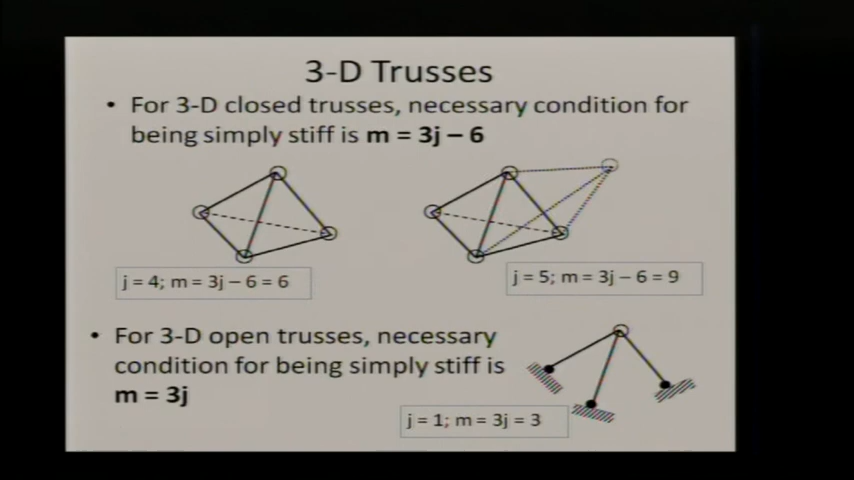 3-D Trusses
• For 3-D closed trusses, necessary condition for
being simply stiff is m = 3j – 6
j = 4; m = 3j – 6 = 6
j = 5; m = 3j – 6 = 9
• For 3-D open trusses, necessary
condition for being simply stiff is
m = 3j
j = 1; m = 3j = 3